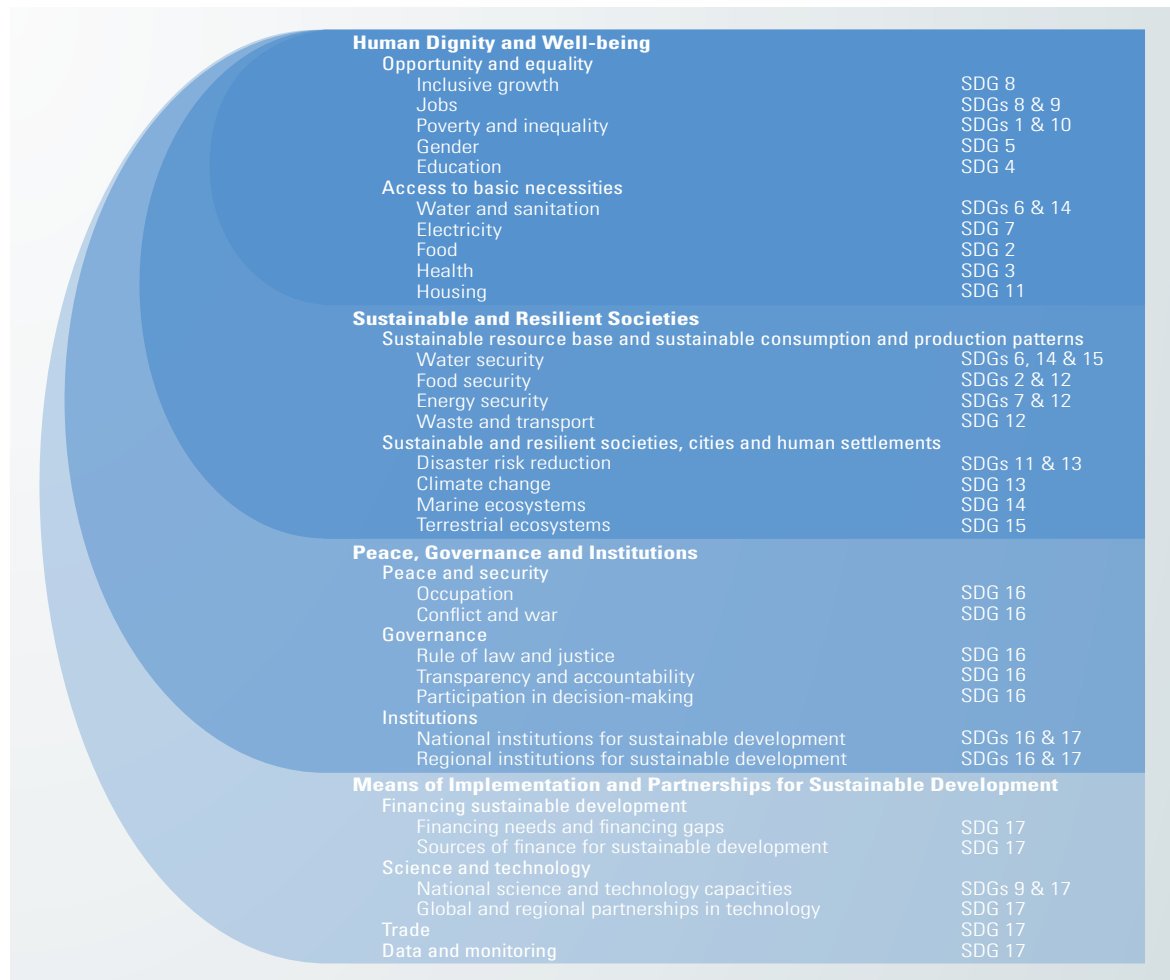 Human Dignity and Well-being
Opportunity and equality
Inclusive growth SDG 8
Jobs SDGs 8 & 9
Poverty and inequality SDGs 1 & 10
Gender SDG 5
Education SDG 4
Access to basic necessities
Water and sanitation SDGs 6 & 14
Electricity SDG 7
Food SDG 2
Health SDG 3
Housing SDG 11
Sustainable and Resilient Societies
Sustainable resource base and sustainable consumption and production patterns
Water security SDGs 6, 14 & 15
Food security SDGs 2 & 12
Energy security SDGs 7 & 12
Waste and transport SDG 12
Sustainable and resilient societies, cities and human settlements
Disaster risk reduction SDGs 11 & 13
Climate change SDG 13
Marine ecosystems SDG 14
Terrestrial ecosystems SDG 15
Peace, Governance and Institutions
Peace and security
Occupation SDG 16
Conflict and war SDG 16
Governance
Rule of law and justice SDG 16
Transparency and accountability SDG 16
Participation in decision-making SDG 16
Institutions
National institutions for sustainable development SDGs 16 & 17
Regional institutions for sustainable development SDGs 16 & 17
Means of Implementation and Partnerships for Sustainable Development
Financing sustainable development
Financing needs and financing gaps SDG 17
Sources of finance for sustainable development SDG 17
Science and technology
National science and technology capacities SDGs 9 & 17
Global and regional partnerships in technology SDG 17
Trade SDG 17
Data and monitoring SDG 17